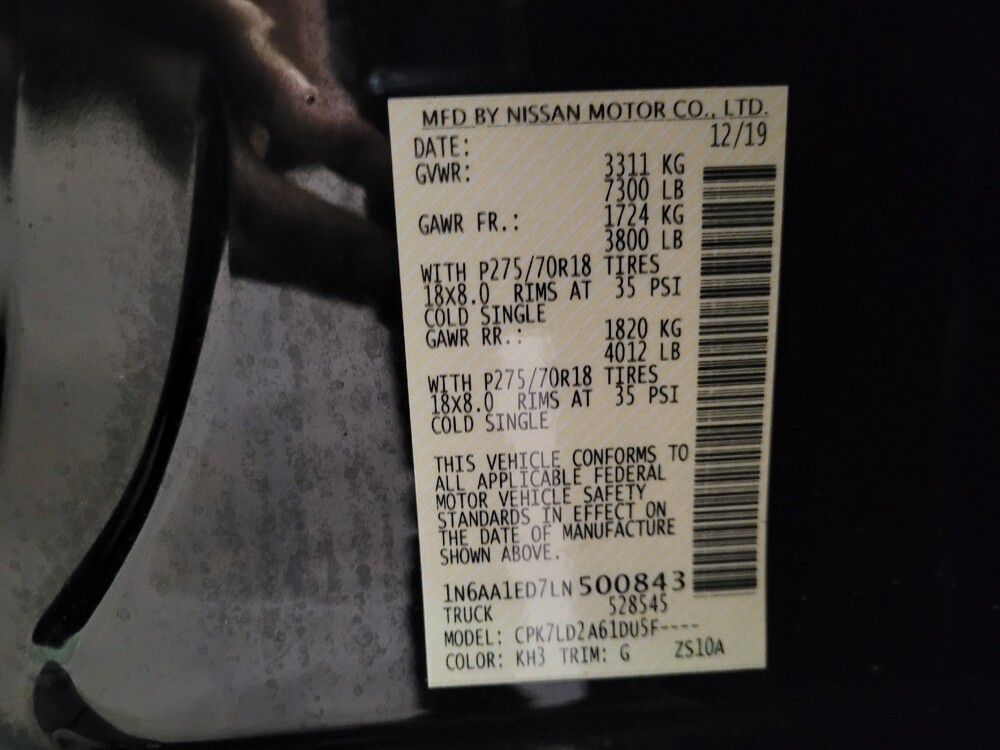 MFD BY NISSAN MOTOR CO., LTD.
DATE: 12/19
GVWR: 3311 KG
7300 LB
GAWR FR.: 1724 KG
3800 LB
WITH P275/70R18 TIRES
18X8.0 RIMS AT 35 PSI
COLD SINGLE
GAWR RR.: 1820 KG
4012 LB
WITH P275/70R18 TIRES
18X8.0 RIMS AT 35 PSI
COLD SINGLE
THIS VEHICLE CONFORMS TO
ALL APPLICABLE FEDERAL
MOTOR VEHICLE SAFETY
STANDARDS IN EFFECT ON
THE DATE OF MANUFACTURE
SHOWN ABOVE.
1N6AA1ED7LN500843
TRUCK 528545
MODEL: CPK7LD2A61DU5F----
COLOR: KH3 TRIM: G ZS10A